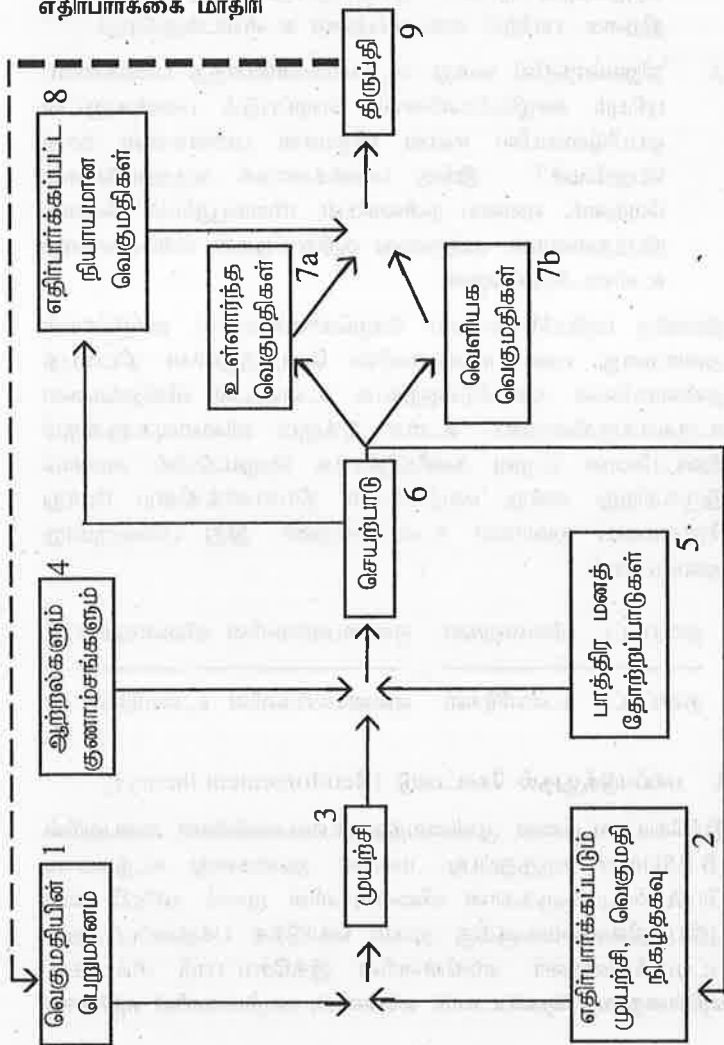 எதிர்பார்க்கை மாதிரி
வெகுமதியின்
பெறுமானம்
1
எதிர்பார்க்கப்படும்
முயற்சி, வெகுமதி
நிகழ்தகவு
2
முயற்சி
3
ஆற்றல்களும்
குணாம்சங்களும்
4
பாத்திர மனத்
தோற்றப்பாடுகள்
5
செயற்பாடு
6
உள்ளார்ந்த
வெகுமதிகள்
7a
வெளியக
வெகுமதிகள்
7b
எதிர்பார்க்கப்பட்ட
நியாயமான
வெகுமதிகள்
8
திருப்தி
9